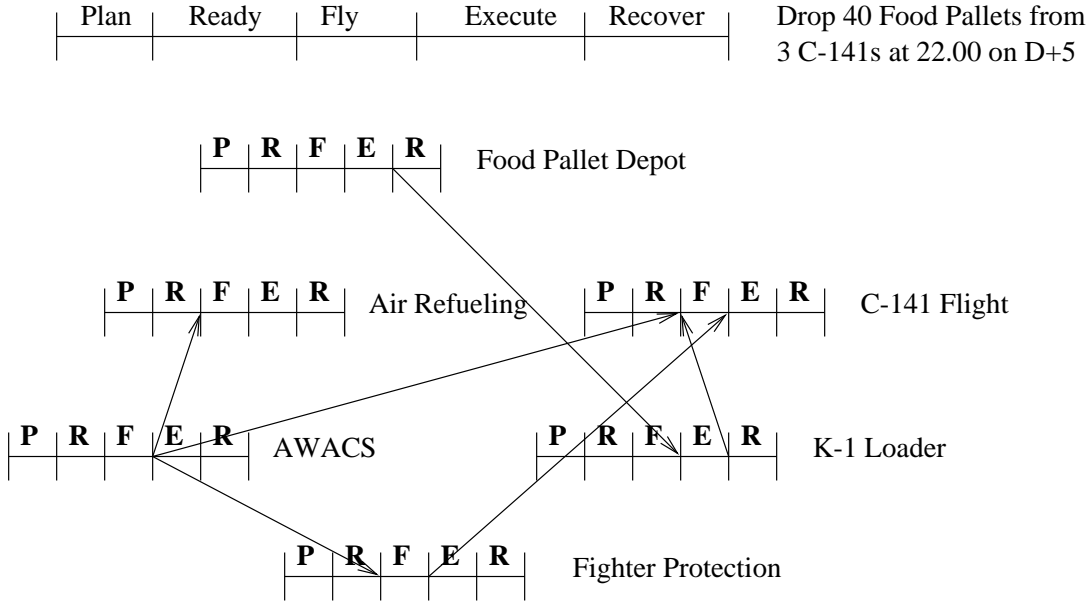 Plan Ready Fly Execute Recover Drop 40 Food Pallets from
3 C-141s at 22.00 on D+5
P R F E R Food Pallet Depot
P R F E R Air Refueling
P R F E R C-141 Flight
P R F E R AWACS
P R F E R K-1 Loader
P R F E R Fighter Protection